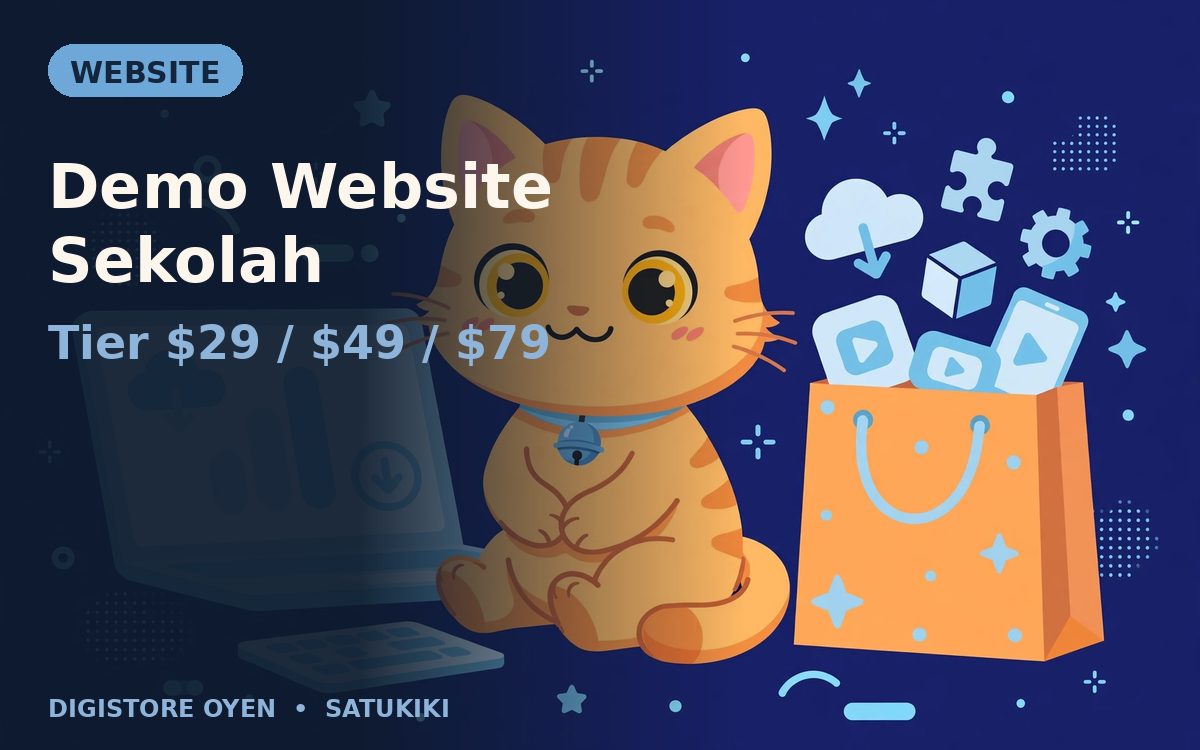 WEBSITE
Demo Website
Sekolah
Tier $29 / $49 / $79
DIGISTORE OYEN • SATUKIKI